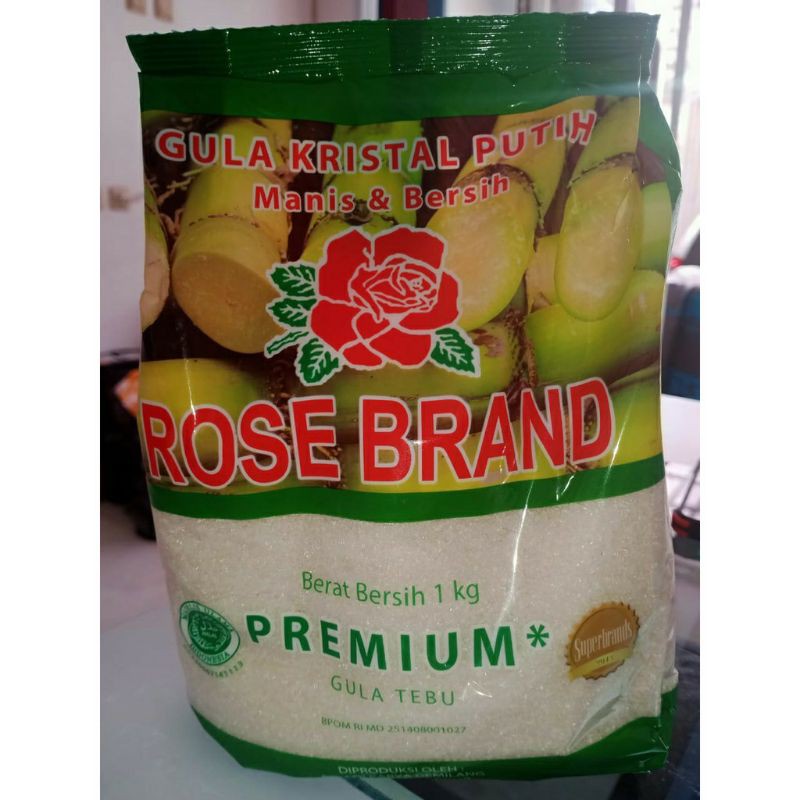 GULA KRISTAL PUTIH
Manis & Bersih
ROSE BRAND
Berat Bersih 1 kg
PREMIUM*
GULA TEBU
BPOM RI MD 251408001027
Superbrands
INDONESIA
DIPRODUKSI OLEH :